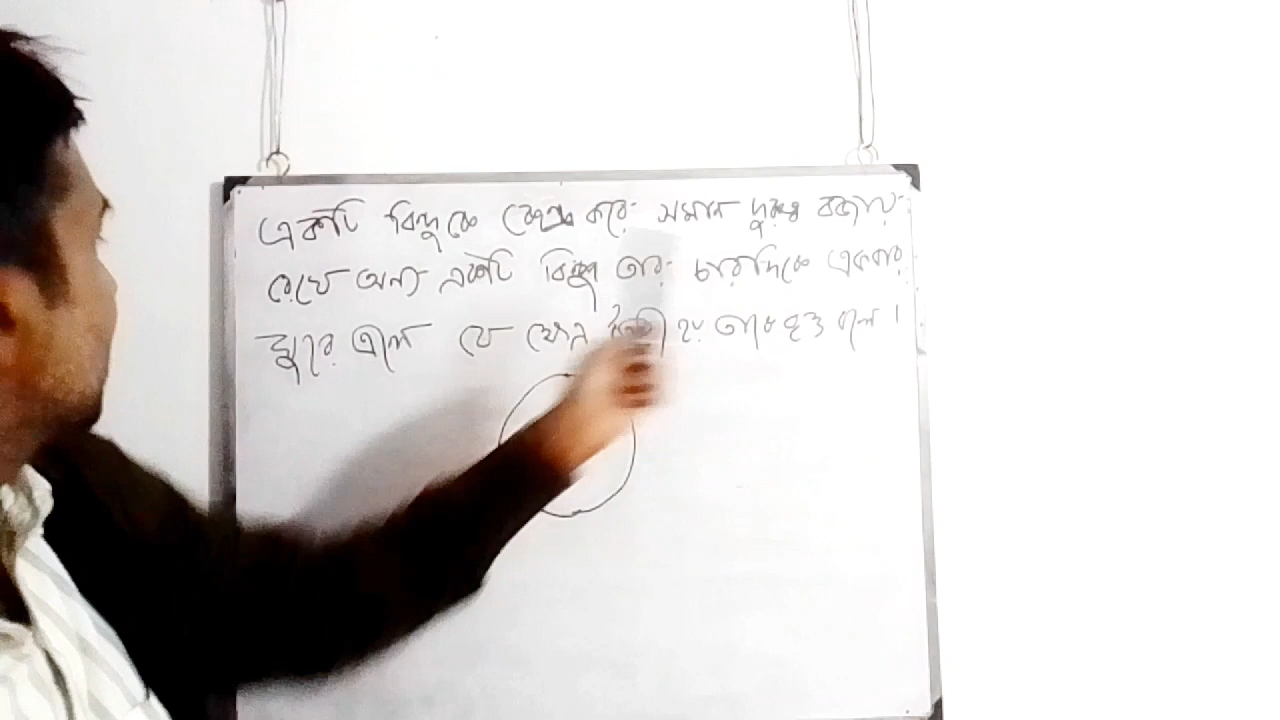 একটি বিন্দুকে কেন্দ্র করে সমান দুরত্ব বজায়
রেখে অন্য একটি বিন্দু তার চারদিকে একবার
ঘুরে এলে যে ক্ষেত্র তৈরী হয় তাকে বৃত্ত বলে।